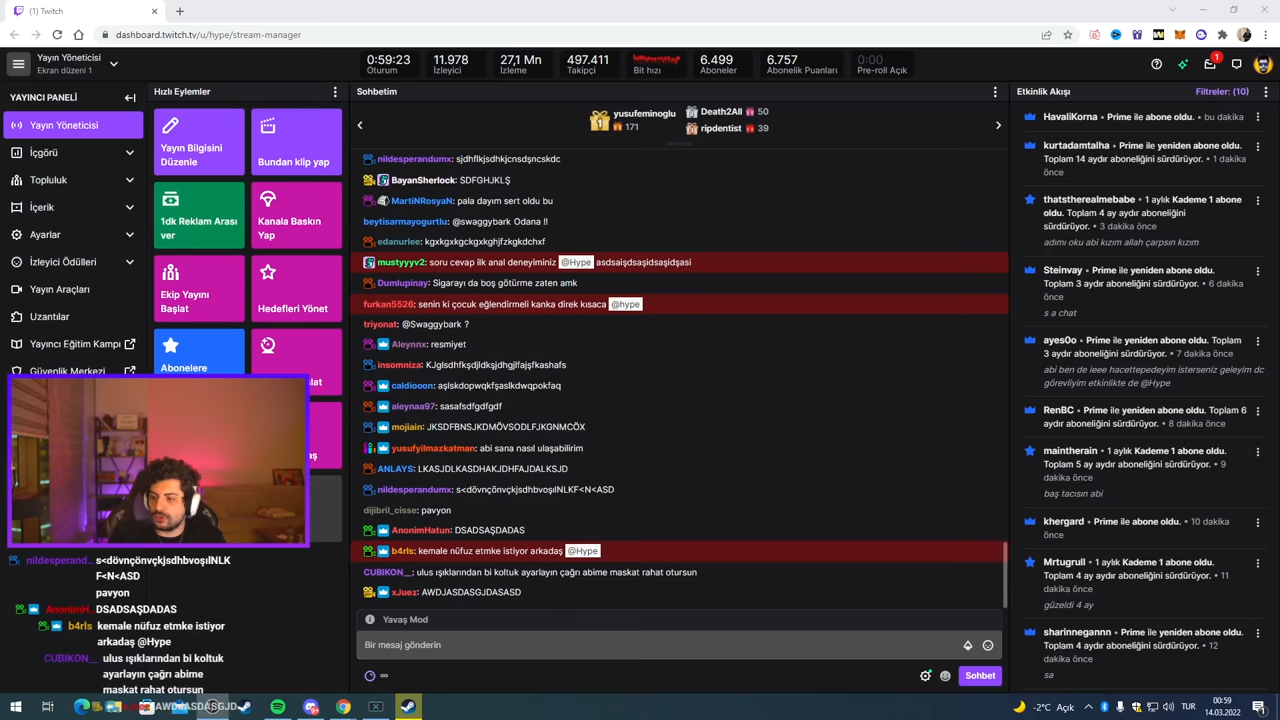 (1) Twitch
dashboard.twitch.tv/u/hype/stream-manager
Yayın Yöneticisi
Ekran düzeni 1
0:59:23
Oturum
11.978
İzleyici
27,1 Mn
İzleme
497.411
Takipçi
Bit hızı
6.499
Aboneler
6.757
Abonelik Puanları
0:00
Pre-roll Açık
1
YAYINCI PANELİ
Yayın Yöneticisi
İçgörü
Topluluk
İçerik
Ayarlar
İzleyici Ödülleri
Yayın Araçları
Uzantılar
Yayıncı Eğitim Kampı
Güvenlik Merkezi
Hızlı Eylemler
Yayın Bilgisini
Düzenle
Bundan klip yap
1dk Reklam Arası
ver
Kanala Baskın
Yap
Ekip Yayını
Başlat
Hedefleri Yönet
Abonelere
Sohbetim
yusufeminoglu
171
Death2All 50
ripdentist 39
nildesperandumx: sjdhflkjsdhkjcnsdşncskdc
BayanSherlock: SDFGHJKLŞ
MartiNRosyaN: pala dayım sert oldu bu
beytisarmayogurtlu: @swaggybark Odana !!
edanurlee: kgxkgxkgckgxkghjfzkgkdchxf
mustyyyv2: soru cevap ilk anal deneyiminiz @Hype asdsaişdsaşidsaşidşasi
Dumlupinay: Sigarayı da boş götürme zaten amk
furkan5526: senin ki çocuk eğlendirmeli kanka direk kısaca @hype
triyonat: @Swaggybark ?
Aleynnx: resmiyet
insomniza: KJglsdhfksdjldksjdhgjlfajşfkashafs
caldiooon: aşlskdopwqkfşaslkdwqpokfaq
aleynaa97: sasafsdfgdfgdf
mojiain: JKSDFBNSJKDMÖVSODLFJKGNMCÖX
yusufyilmazkatman: abi sana nasıl ulaşabilirim
ANLAYS: LKASJDLKASDHAKJDHFAJDALKSJD
nildesperandumx: s<dövnçönvçkjsdhbvoşılNLKF<N<ASD
djibril_cisse: pavyon
AnonimHatun: DSADSAŞDADAS
b4rls: kemale nüfuz etmke istiyor arkadaş @Hype
CUBIKON__: ulus ışıklarından bi koltuk ayarlayın çağrı abime maskat rahat otursun
xJuez: AWDJASDASGJDASASD
Yavaş Mod
Bir mesaj gönderin
Sohbet
Etkinlik Akışı
Filtreler: (10)
HavaliKorna • Prime ile abone oldu. • bu dakika
kurtadamtalha • Prime ile yeniden abone oldu.
Toplam 14 aydır aboneliğini sürdürüyor. • 1 dakika
önce
thatstherealmebabe • 1 aylık Kademe 1 abone
oldu. Toplam 4 ay aydır aboneliğini
sürdürüyor. • 3 dakika önce
adımı oku abi kızım allah çarpsın kızım
Steinvay • Prime ile yeniden abone oldu.
Toplam 3 aydır aboneliğini sürdürüyor. • 6 dakika
önce
s a chat
ayes0o • Prime ile yeniden abone oldu. Toplam
3 aydır aboneliğini sürdürüyor. • 7 dakika önce
abi ben de ieee hacettepedeyim isterseniz geleyim dc
görevliyim etkinlikte de @Hype
RenBC • Prime ile yeniden abone oldu. Toplam 6
aydır aboneliğini sürdürüyor. • 8 dakika önce
maintherain • 1 aylık Kademe 1 abone oldu.
Toplam 5 ay aydır aboneliğini sürdürüyor. • 9
dakika önce
baş tacısın abi
khergard • Prime ile abone oldu. • 10 dakika
önce
Mrtugrull • 1 aylık Kademe 1 abone oldu.
Toplam 4 ay aydır aboneliğini sürdürüyor. • 11
dakika önce
güzeldi 4 ay
sharinnegannn • Prime ile yeniden abone oldu.
Toplam 4 aydır aboneliğini sürdürüyor. • 12
dakika önce
sa
nildesperand... s<dövnçönvçkjsdhbvoşılNLK
F<N<ASD
pavyon
AnonimH... DSADSAŞDADAS
b4rls kemale nüfuz etmke istiyor
arkadaş @Hype
CUBIKON__ ulus ışıklarından bi koltuk
ayarlayın çağrı abime
maskat rahat otursun
-2°C Açık
TUR
00:59
14.03.2022